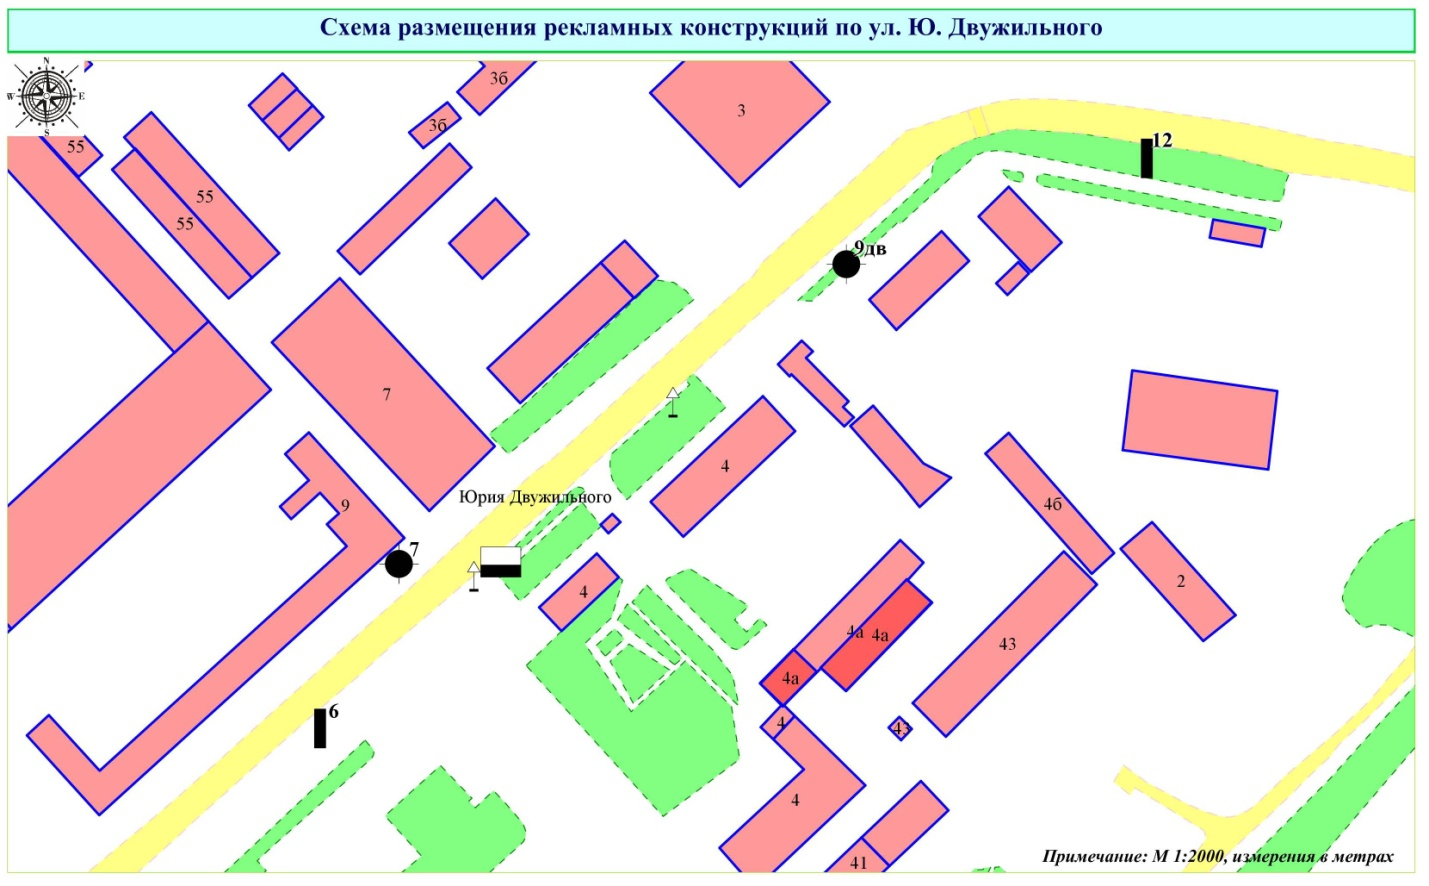 Схема размещения рекламных конструкций по ул. Ю. Двужильного
N
W E
S
3б
3б
3
12
55
55
55
9дв
7
4
9
Юрия Двужильного
4б
7
4
2
4а
4а
43
4а
6
4
43
4
41
Примечание: М 1:2000, измерения в метрах